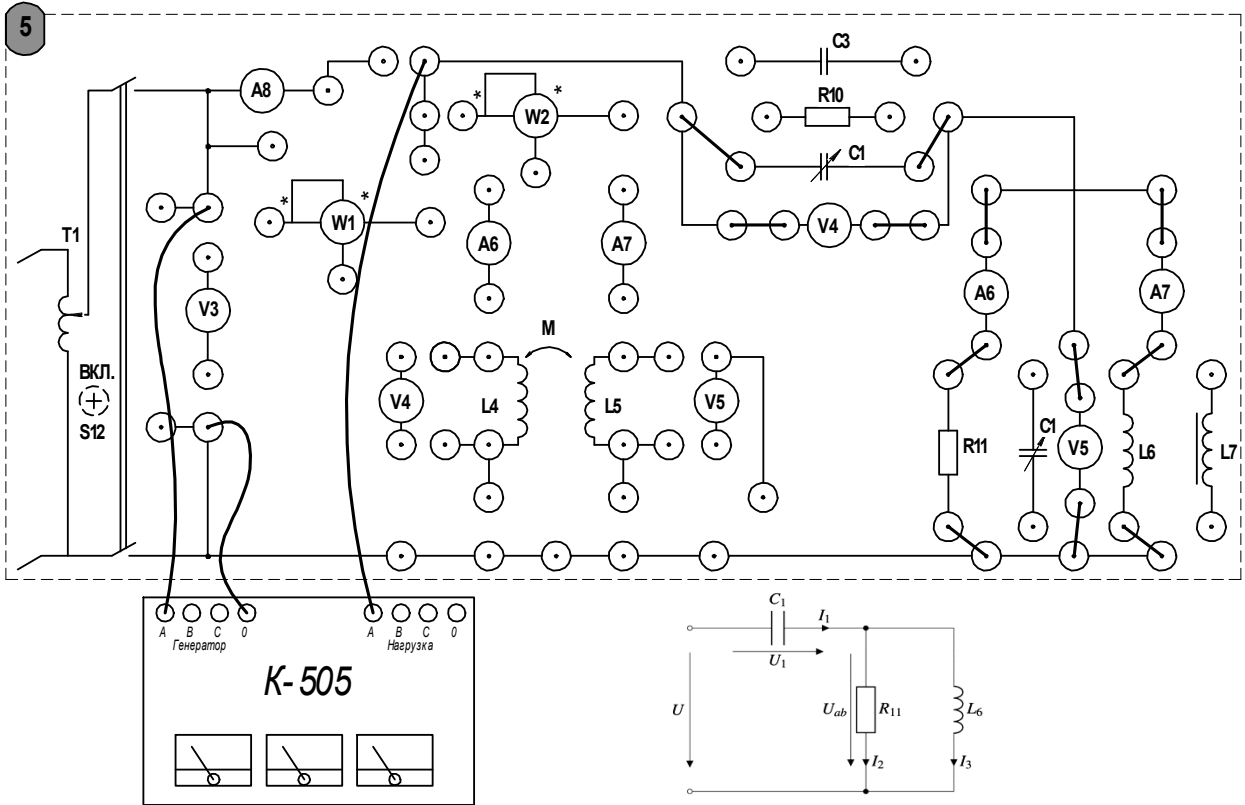 5
C3
A8
R10
* W2 *
C1
* W1 *
V4
T1
A6
A7
A6
A7
V3
M
ВКЛ.
S12
V4
L4
L5
V5
R11
C1
V5
L6
L7
A B C 0
Генератор
A B C 0
Нагрузка
К-505
C₁
I₁
U₁
U
Uab
R₁₁
L₆
I₂
I₃